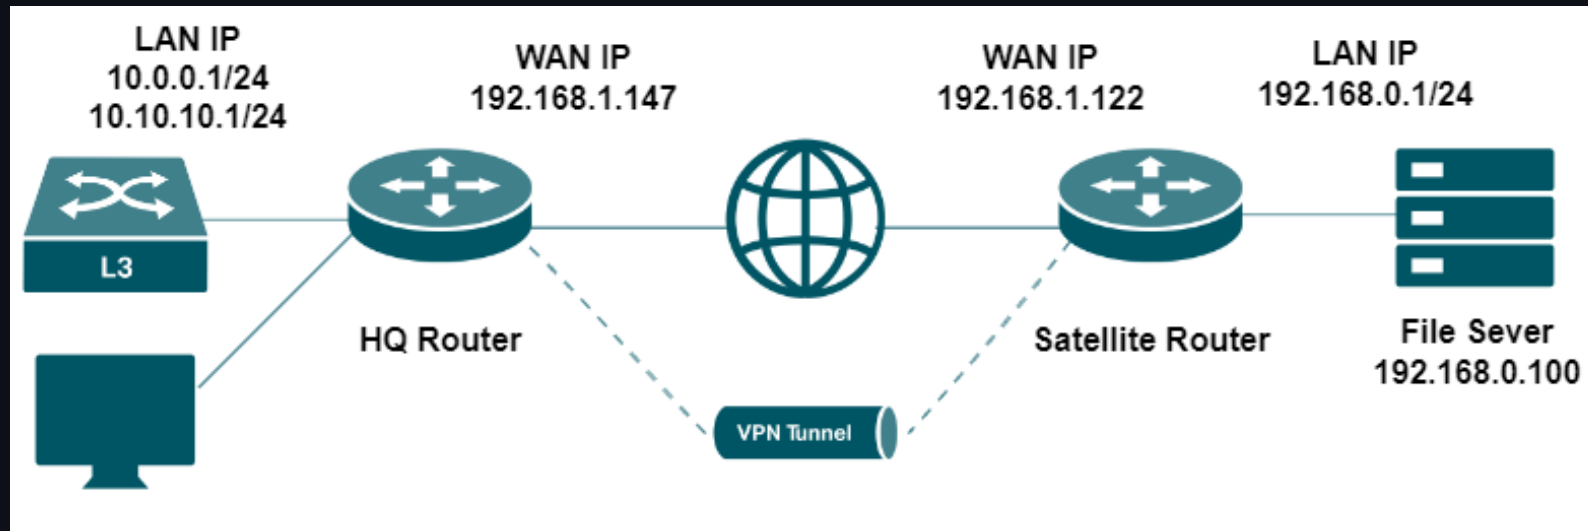 LAN IP
10.0.0.1/24
10.10.10.1/24
WAN IP
192.168.1.147
WAN IP
192.168.1.122
LAN IP
192.168.0.1/24
L3
HQ Router
Satellite Router
File Sever
192.168.0.100
VPN Tunnel